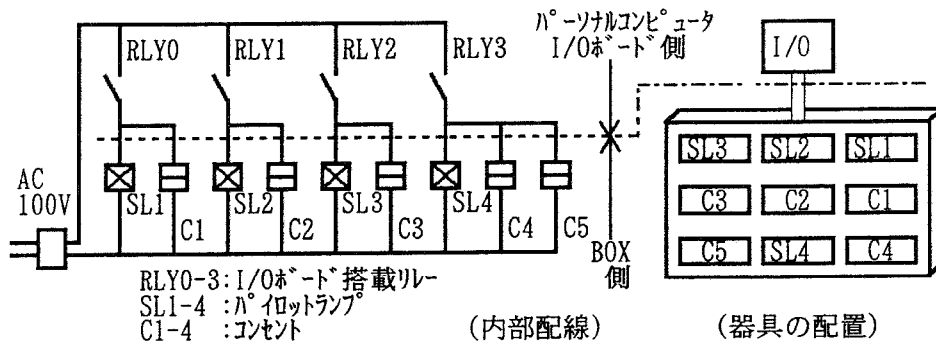 RLY0 RLY1 RLY2 RLY3
パーソナルコンピュータ
I/Oボード側
I/O
AC
100V
SL1 C1 SL2 C2 SL3 C3 SL4 C4 C5
BOX
側
SL3 SL2 SL1
C3 C2 C1
C5 SL4 C4
RLY0-3:I/Oボード搭載リレー
SL1-4 :パイロットランプ
C1-4 :コンセント
(内部配線)
(器具の配置)